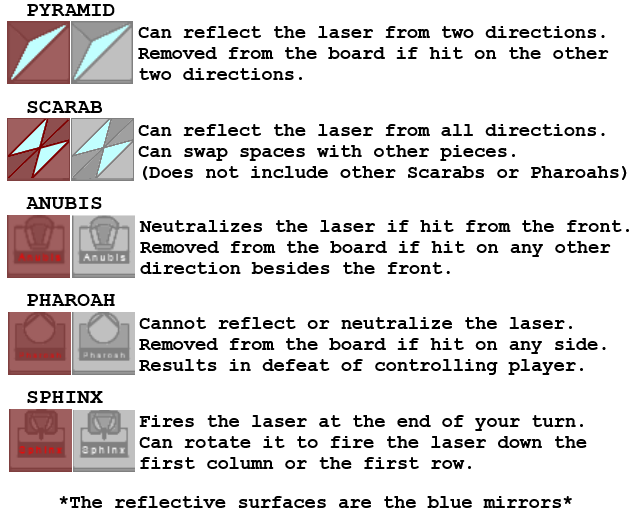 PYRAMID
Can reflect the laser from two directions.
Removed from the board if hit on the other
two directions.
SCARAB
Can reflect the laser from all directions.
Can swap spaces with other pieces.
(Does not include other Scarabs or Pharoahs)
ANUBIS
Anubis Anubis
Neutralizes the laser if hit from the front.
Removed from the board if hit on any other
direction besides the front.
PHAROAH
Pharoah Pharoah
Cannot reflect or neutralize the laser.
Removed from the board if hit on any side.
Results in defeat of controlling player.
SPHINX
Sphinx Sphinx
Fires the laser at the end of your turn.
Can rotate it to fire the laser down the
first column or the first row.
*The reflective surfaces are the blue mirrors*